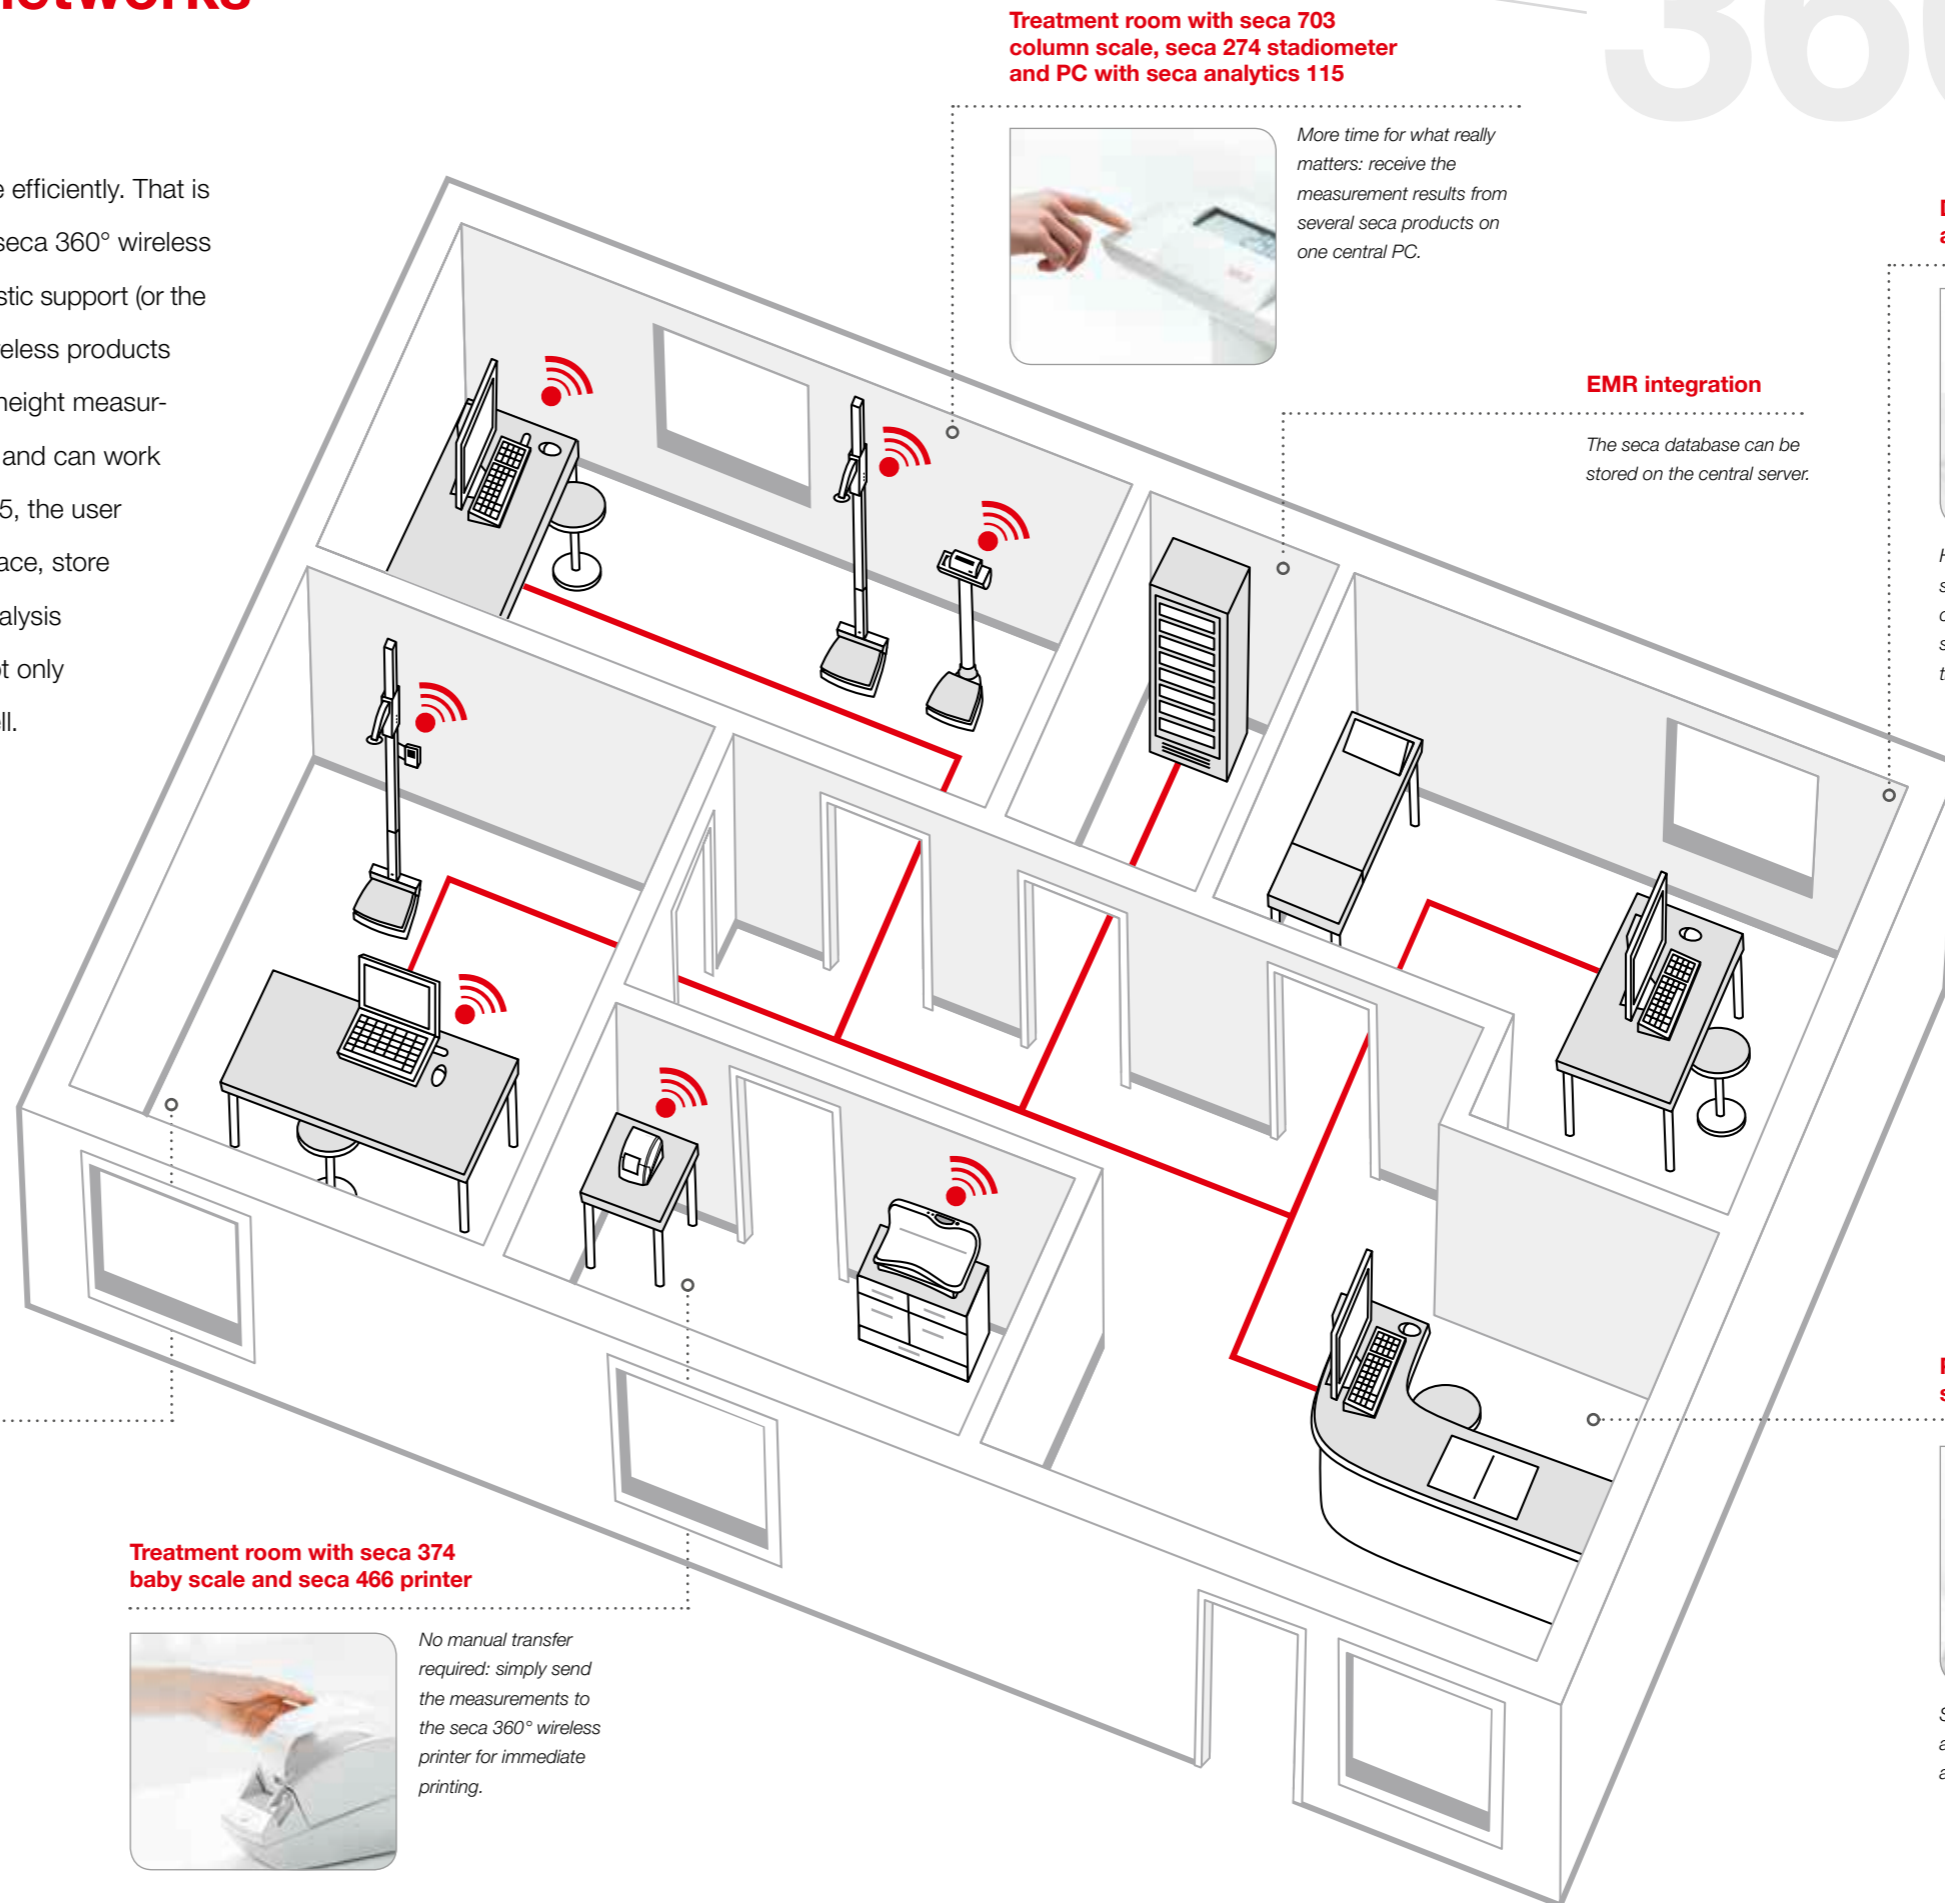 networks
360
Treatment room with seca 703
column scale, seca 274 stadiometer
and PC with seca analytics 115
More time for what really
matters: receive the
measurement results from
several seca products on
one central PC.
efficiently. That is
seca 360° wireless
stic support (or the
reless products
height measur-
and can work
5, the user
ace, store
alysis
t only
ll.
EMR integration
The seca database can be
stored on the central server.
Treatment room with seca 374
baby scale and seca 466 printer
No manual transfer
required: simply send
the measurements to
the seca 360° wireless
printer for immediate
printing.